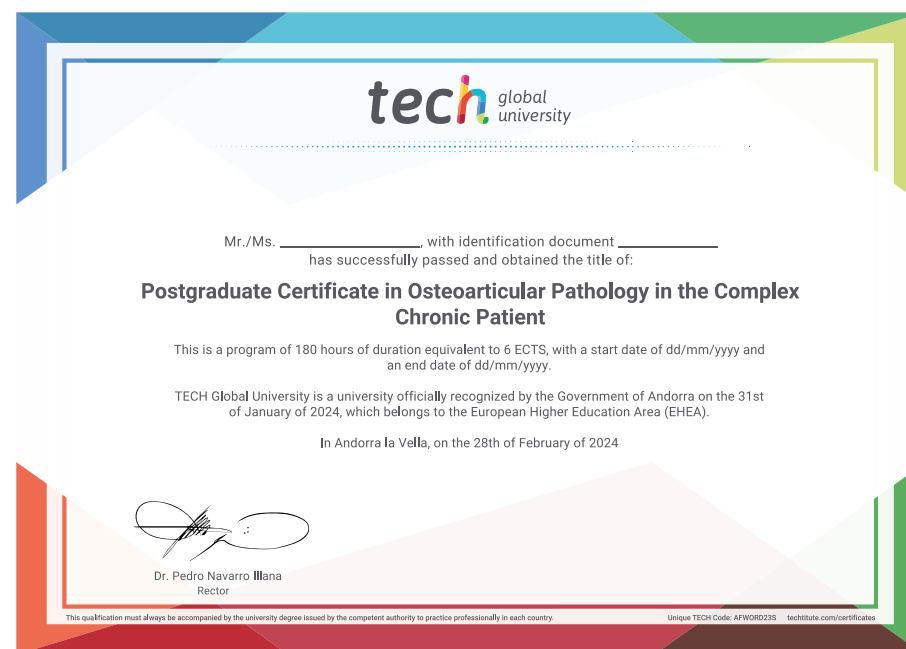 tech global university
Mr./Ms. ____________, with identification document ____________
has successfully passed and obtained the title of:
Postgraduate Certificate in Osteoarticular Pathology in the Complex
Chronic Patient
This is a program of 180 hours of duration equivalent to 6 ECTS, with a start date of dd/mm/yyyy and
an end date of dd/mm/yyyy.
TECH Global University is a university officially recognized by the Government of Andorra on the 31st
of January of 2024, which belongs to the European Higher Education Area (EHEA).
In Andorra la Vella, on the 28th of February of 2024
Dr. Pedro Navarro Illana
Rector
This qualification must always be accompanied by the university degree issued by the competent authority to practice professionally in each country.
Unique TECH Code: AFWORD23S techtitute.com/certificates